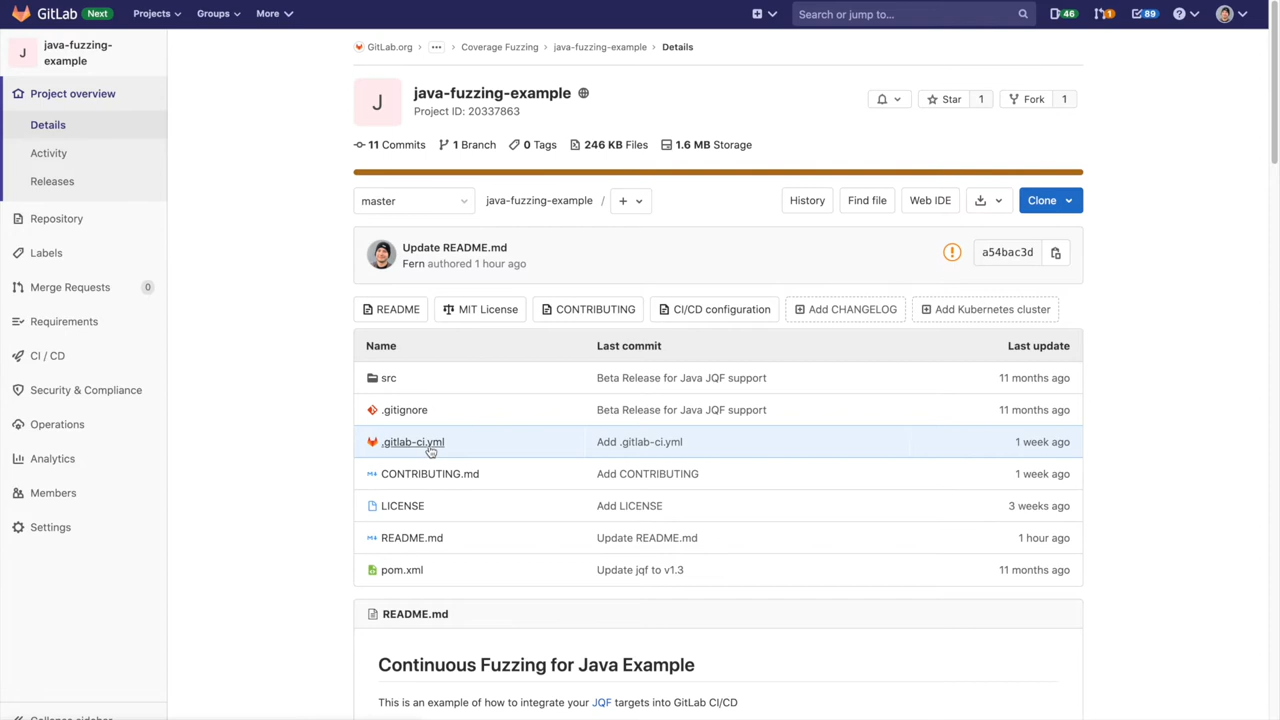 GitLab Next Projects Groups More Search or jump to... 46 1 89
J java-fuzzing-example
Project overview
Details
Activity
Releases
Repository
Labels
Merge Requests 0
Requirements
CI / CD
Security & Compliance
Operations
Analytics
Members
Settings
GitLab.org > ... > Coverage Fuzzing > java-fuzzing-example > Details
J
java-fuzzing-example
Project ID: 20337863
Star 1 Fork 1
11 Commits 1 Branch 0 Tags 246 KB Files 1.6 MB Storage
master java-fuzzing-example / + History Find file Web IDE Clone
Update README.md
Fern authored 1 hour ago
a54bac3d
README MIT License CONTRIBUTING CI/CD configuration Add CHANGELOG Add Kubernetes cluster
Name Last commit Last update
src Beta Release for Java JQF support 11 months ago
.gitignore Beta Release for Java JQF support 11 months ago
.gitlab-ci.yml Add .gitlab-ci.yml 1 week ago
CONTRIBUTING.md Add CONTRIBUTING 1 week ago
LICENSE Add LICENSE 3 weeks ago
README.md Update README.md 1 hour ago
pom.xml Update jqf to v1.3 11 months ago
README.md
Continuous Fuzzing for Java Example
This is an example of how to integrate your JQF targets into GitLab CI/CD
Collapse sidebar